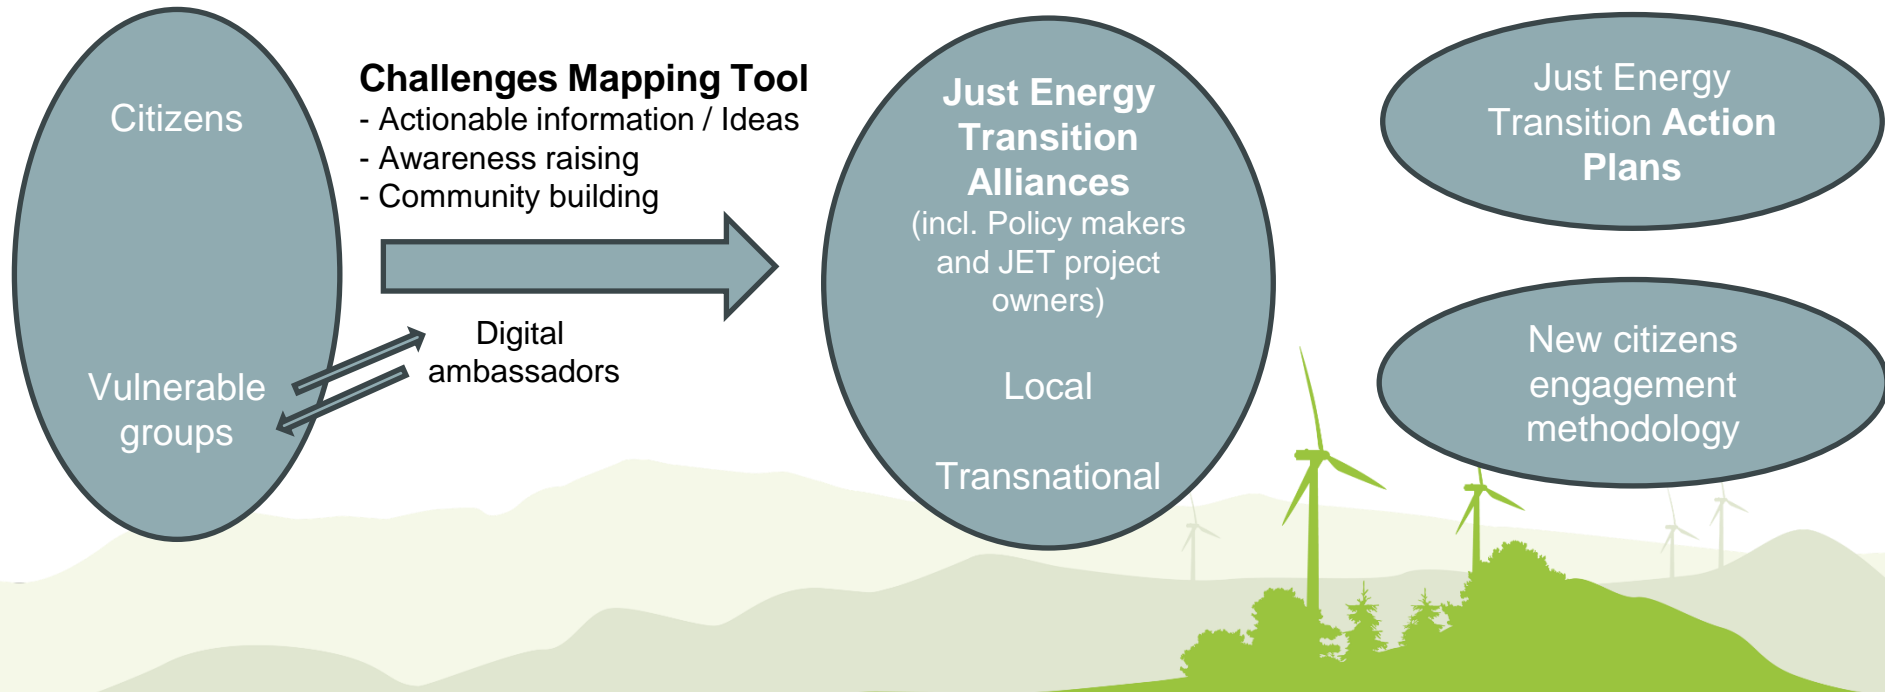 Citizens
Vulnerable
groups
Challenges Mapping Tool
- Actionable information / Ideas
- Awareness raising
- Community building
Digital
ambassadors
Just Energy
Transition
Alliances
(incl. Policy makers
and JET project
owners)
Local
Transnational
Just Energy
Transition Action
Plans
New citizens
engagement
methodology